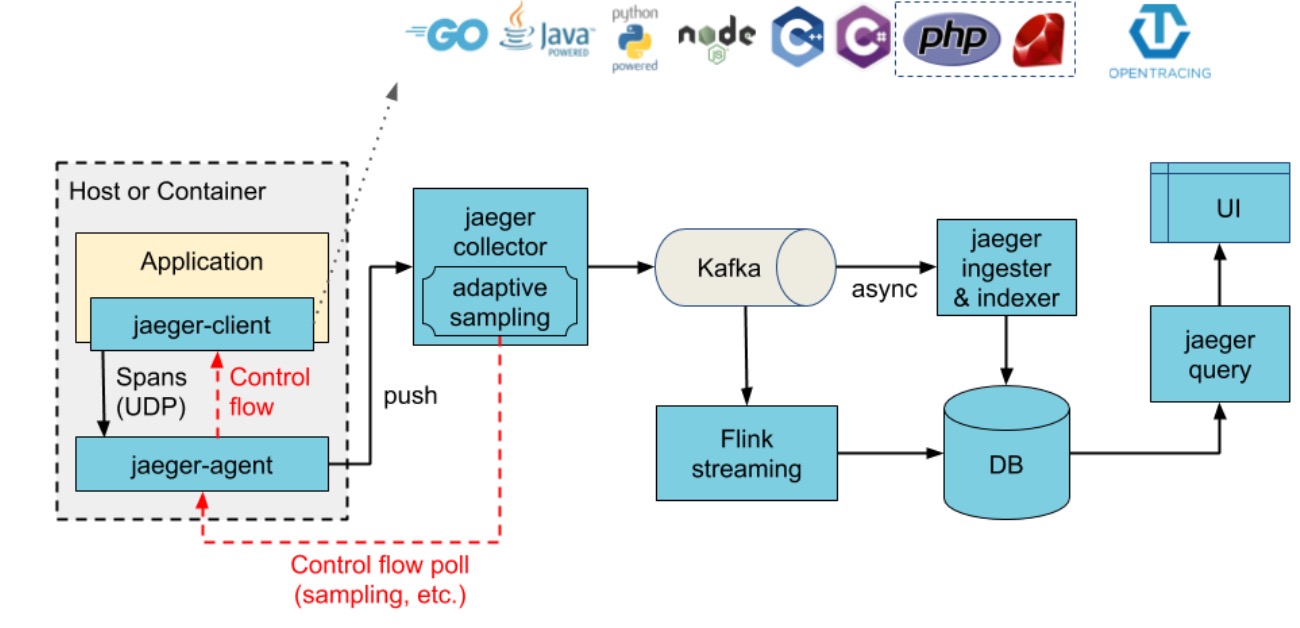 GO
Java
POWERED
python
powered
node
JS
C++
C#
php
OPENTRACING
Host or Container
Application
jaeger-client
Spans
(UDP)
Control
flow
jaeger-agent
push
jaeger
collector
adaptive
sampling
Control flow poll
(sampling, etc.)
Kafka
async
Flink
streaming
jaeger
ingester
& indexer
DB
UI
jaeger
query